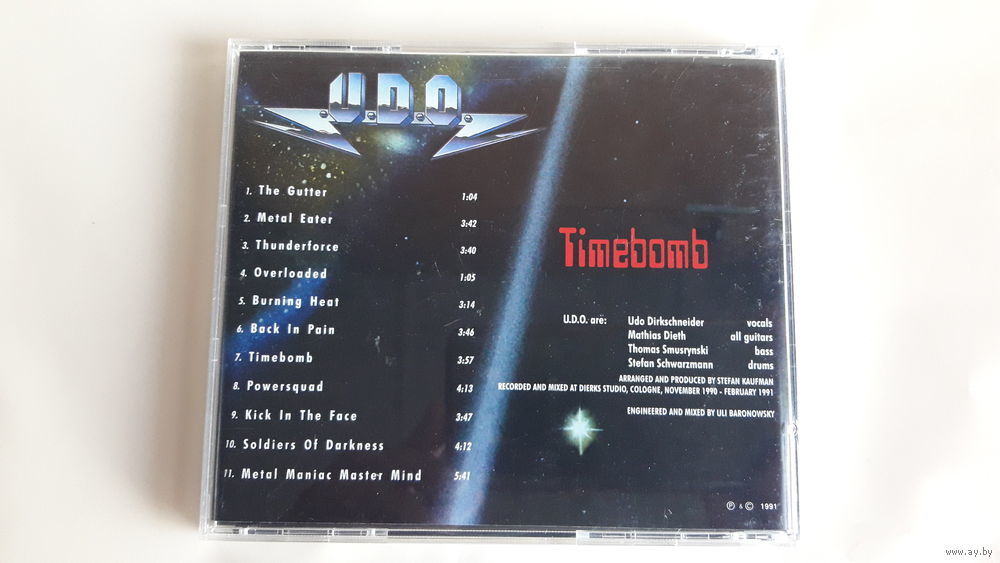 U.D.O.
1. The Gutter 1:04
2. Metal Eater 3:42
3. Thunderforce 3:40
4. Overloaded 1:05
5. Burning Heat 3:14
6. Back In Pain 3:46
7. Timebomb 3:57
8. Powersquad 4:13
9. Kick In The Face 3:47
10. Soldiers Of Darkness 4:12
11. Metal Maniac Master Mind 5:41
Timebomb
U.D.O. are: Udo Dirkschneider vocals
Mathias Dieth all guitars
Thomas Smusrynski bass
Stefan Schwarzmann drums
ARRANGED AND PRODUCED BY STEFAN KAUFMAN
RECORDED AND MIXED AT DIERKS STUDIO, COLOGNE, NOVEMBER 1990 - FEBRUARY 1991
ENGINEERED AND MIXED BY ULI BARONOWSKY
℗ & © 1991
www.ay.by